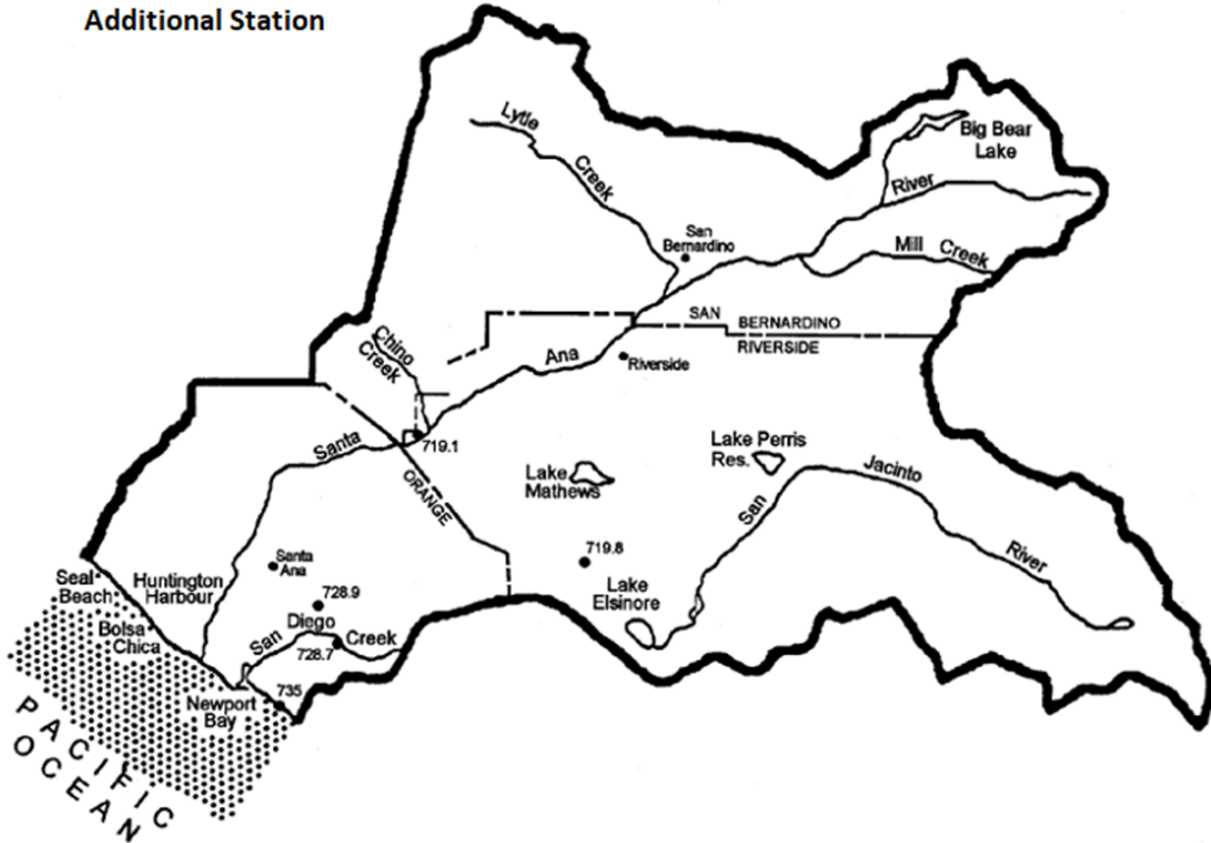 Additional Station
Lytle
Creek
Big Bear
Lake
River
San
Bernardino
Mill Creek
SAN
BERNARDINO
RIVERSIDE
Chino
Creek
Ana
Riverside
Santa
719.1
ORANGE
Lake Perris
Res.
Lake
Mathews
San
Jacinto
River
719.8
Lake
Elsinore
Santa
Ana
728.9
Seal
Beach
Huntington
Harbour
Bolsa
Chica
San
Diego
Creek
728.7
735
Newport
Bay
PACIFIC
OCEAN